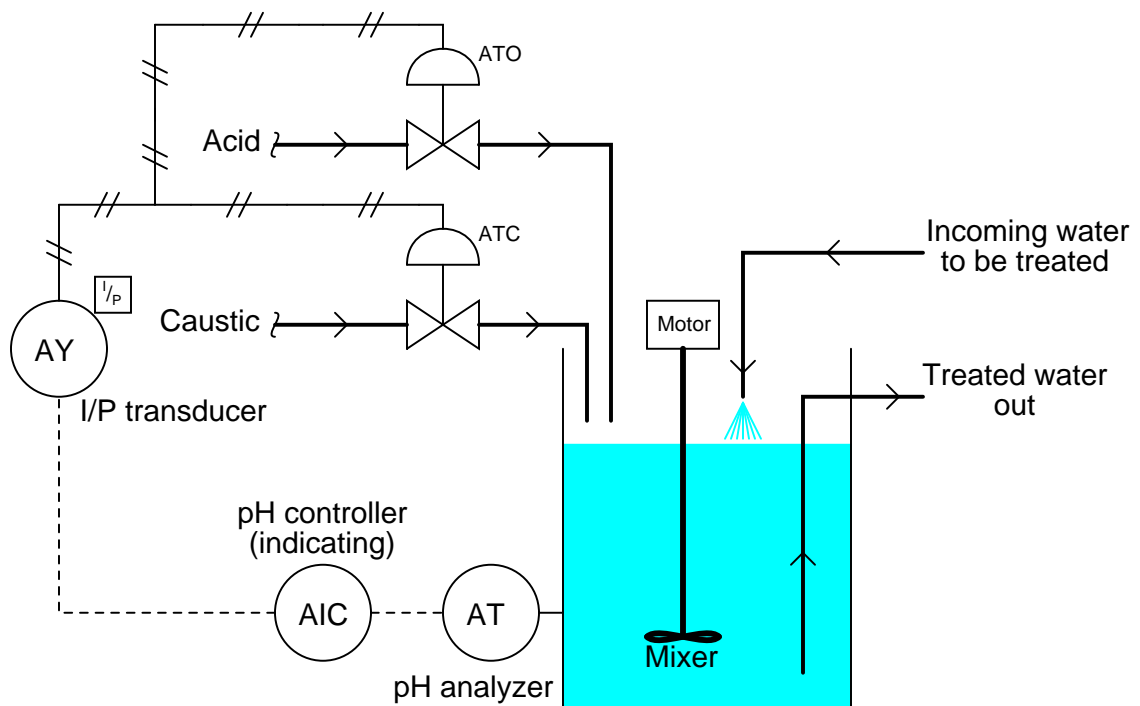 ATO
Acid
ATC
Incoming water
to be treated
I/P
Caustic
Motor
AY
Treated water
out
I/P transducer
pH controller
(indicating)
AIC
AT
Mixer
pH analyzer